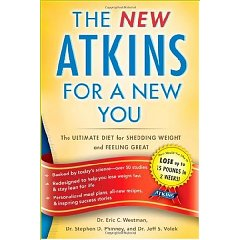 THE NEW
ATKINS
FOR A NEW
YOU
The ULTIMATE DIET for SHEDDING WEIGHT
and FEELING GREAT
LOSE up to
15 POUNDS in
2 WEEKS!
• Backed by today's science—over 50 studies
• Redesigned to help you lose weight fast
& stay lean for life
• Personalized meal plans, all-new recipes,
& inspiring success stories
Dr. Eric C. Westman,
Dr. Stephen D. Phinney, and Dr. Jeff S. Volek